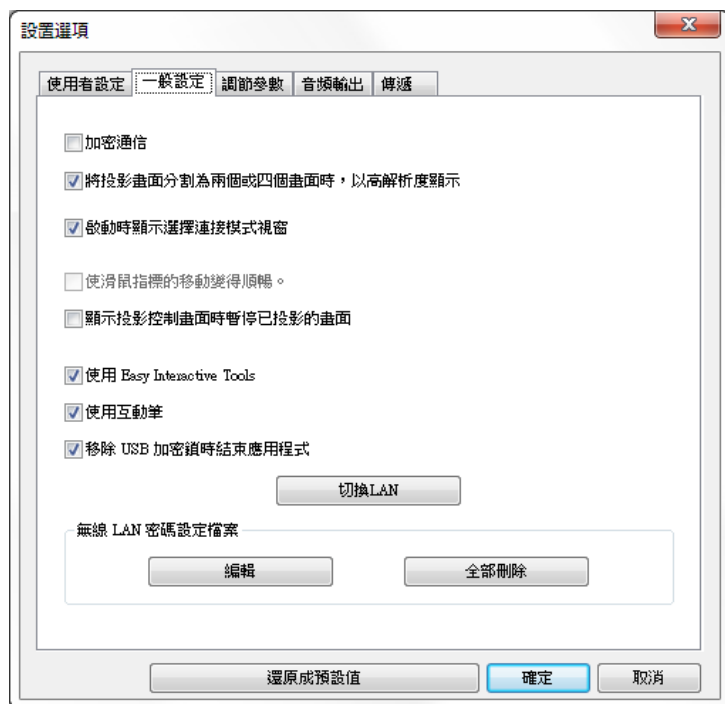 設置選項
使用者設定 一般設定 調節參數 音頻輸出 傳遞
加密通信
將投影畫面分割為兩個或四個畫面時，以高解析度顯示
啟動時顯示選擇連接模式視窗
使滑鼠指標的移動變得順暢。
顯示投影控制畫面時暫停已投影的畫面
使用 Easy Interactive Tools
使用互動筆
移除 USB 加密鎖時結束應用程式
切換LAN
無線 LAN 密碼設定檔案
編輯 全部刪除
還原成預設值 確定 取消